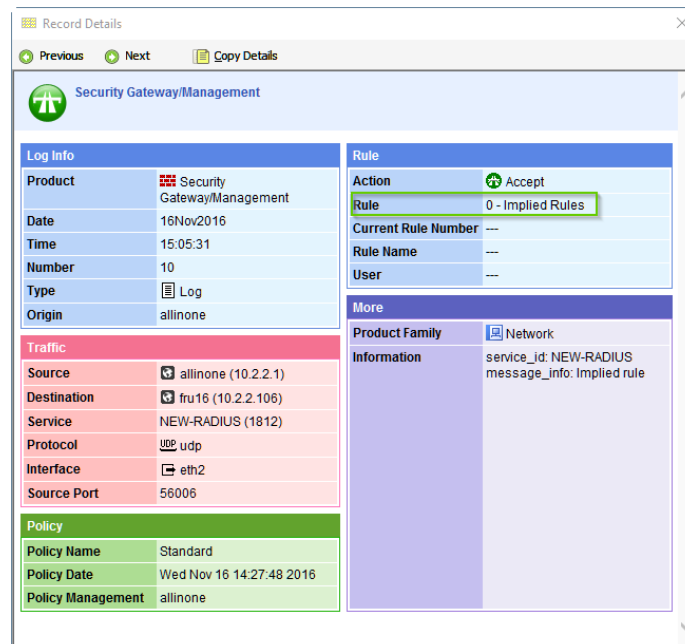 Record Details
Previous Next Copy Details
Security Gateway/Management
Log Info
Product Security
Gateway/Management
Date 16Nov2016
Time 15:05:31
Number 10
Type Log
Origin allinone
Traffic
Source allinone (10.2.2.1)
Destination fru16 (10.2.2.106)
Service NEW-RADIUS (1812)
Protocol UDP udp
Interface eth2
Source Port 56006
Policy
Policy Name Standard
Policy Date Wed Nov 16 14:27:48 2016
Policy Management allinone
Rule
Action Accept
Rule 0 - Implied Rules
Current Rule Number ---
Rule Name ---
User ---
More
Product Family Network
Information service_id: NEW-RADIUS
message_info: Implied rule